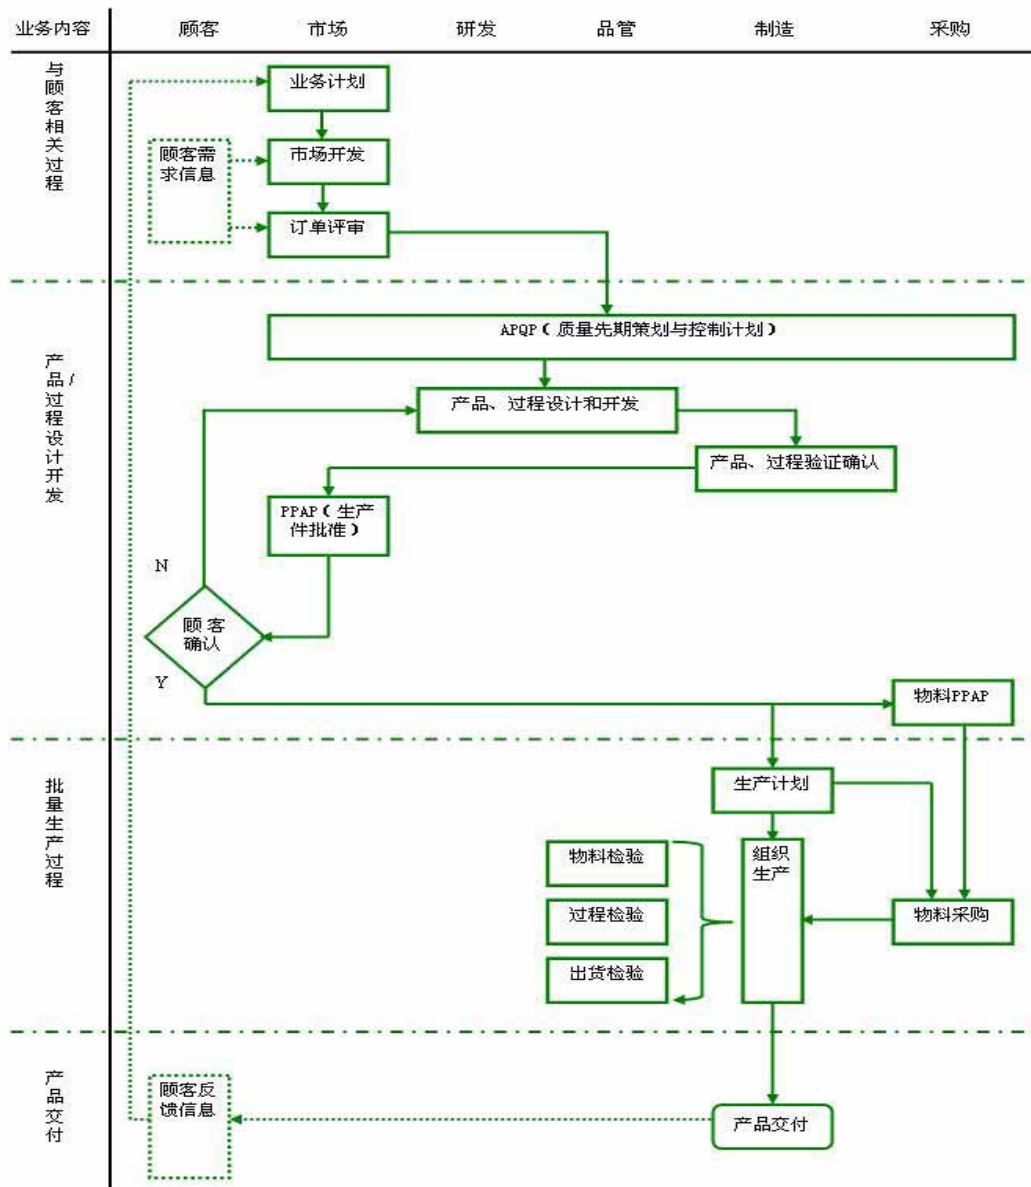 业务内容 顾客 市场 研发 品管 制造 采购
与顾客相关过程
业务计划
顾客需
求信息
市场开发
订单评审
产品/过程设计开发
APQP（质量先期策划与控制计划）
产品、过程设计和开发
产品、过程验证确认
PPAP（生产
件批准）
N
顾 客
确认
Y
物料PPAP
批量生产过程
生产计划
物料检验
组织
生产
过程检验
物料采购
出货检验
产品交付
顾客反
馈信息
产品交付